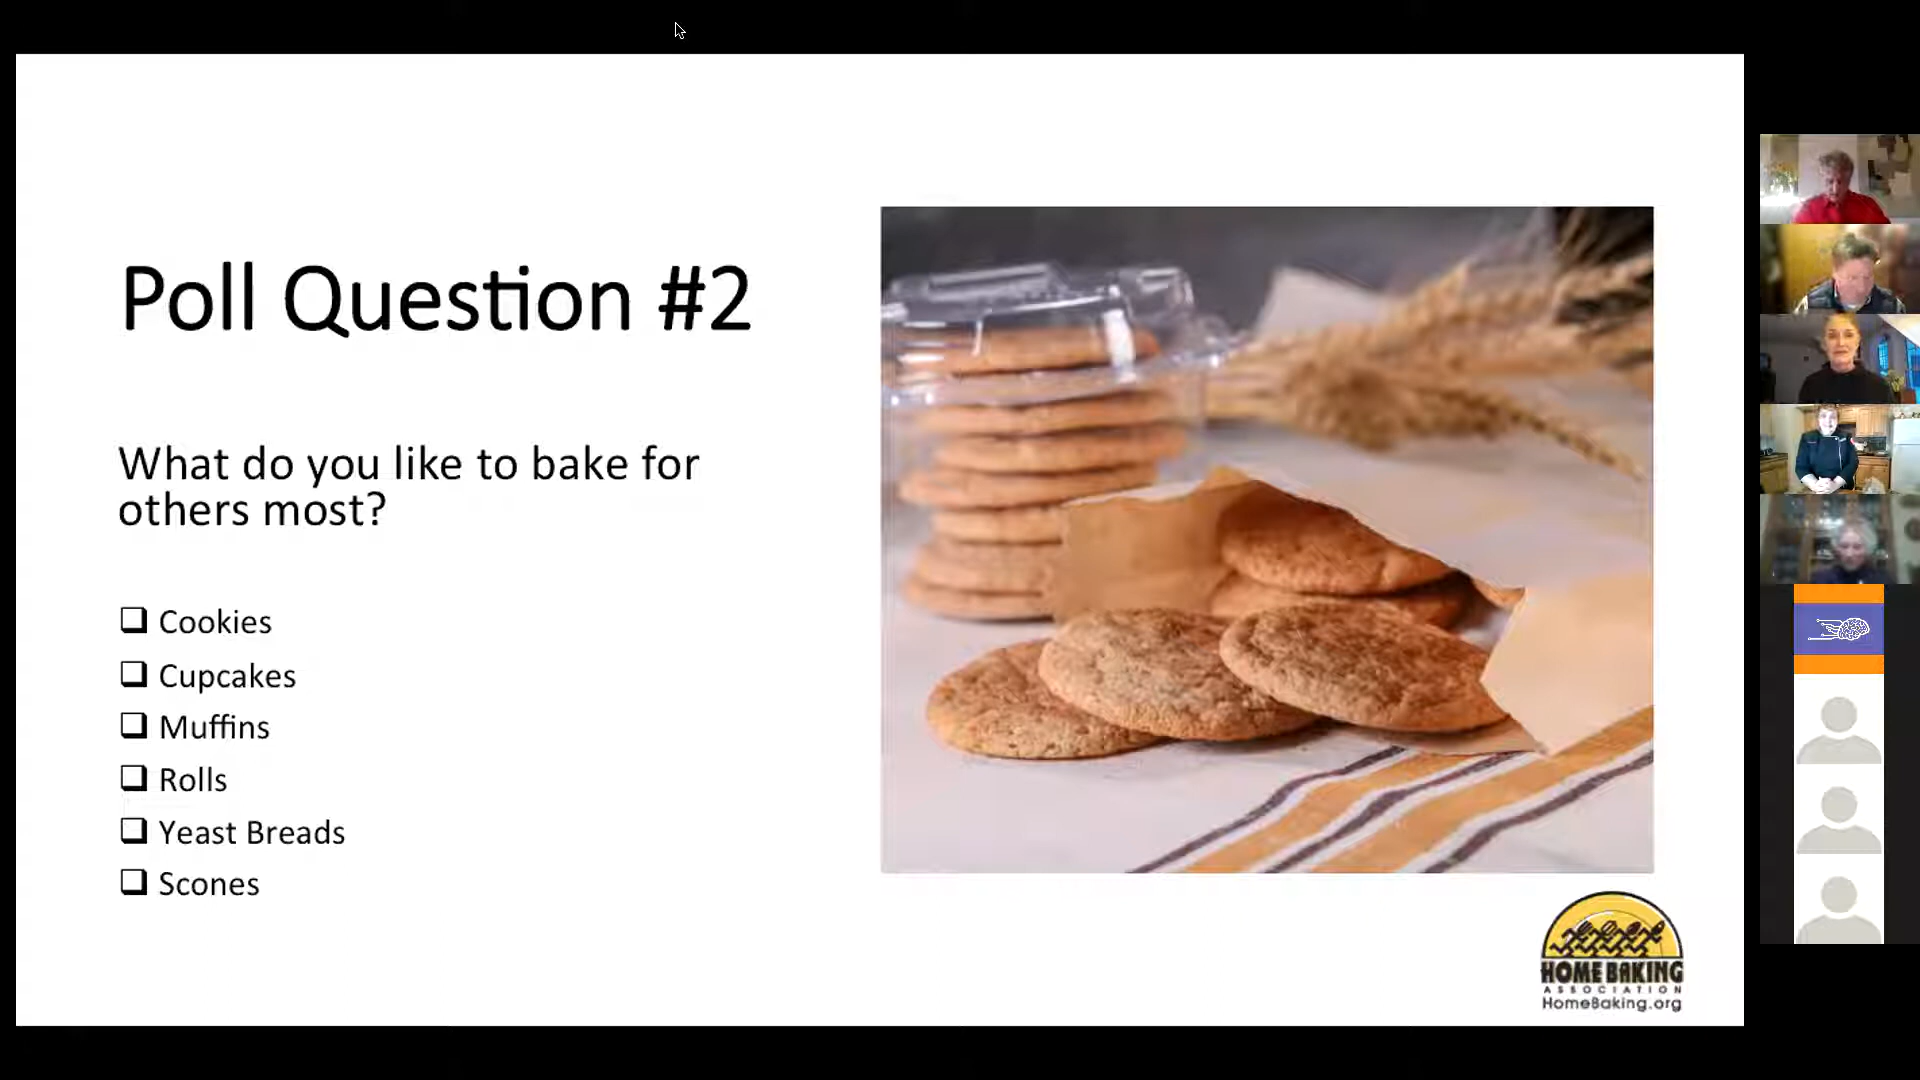 Poll Question #2
What do you like to bake for
others most?
Cookies
Cupcakes
Muffins
Rolls
Yeast Breads
Scones
HOME BAKING
ASSOCIATION
HomeBaking.org